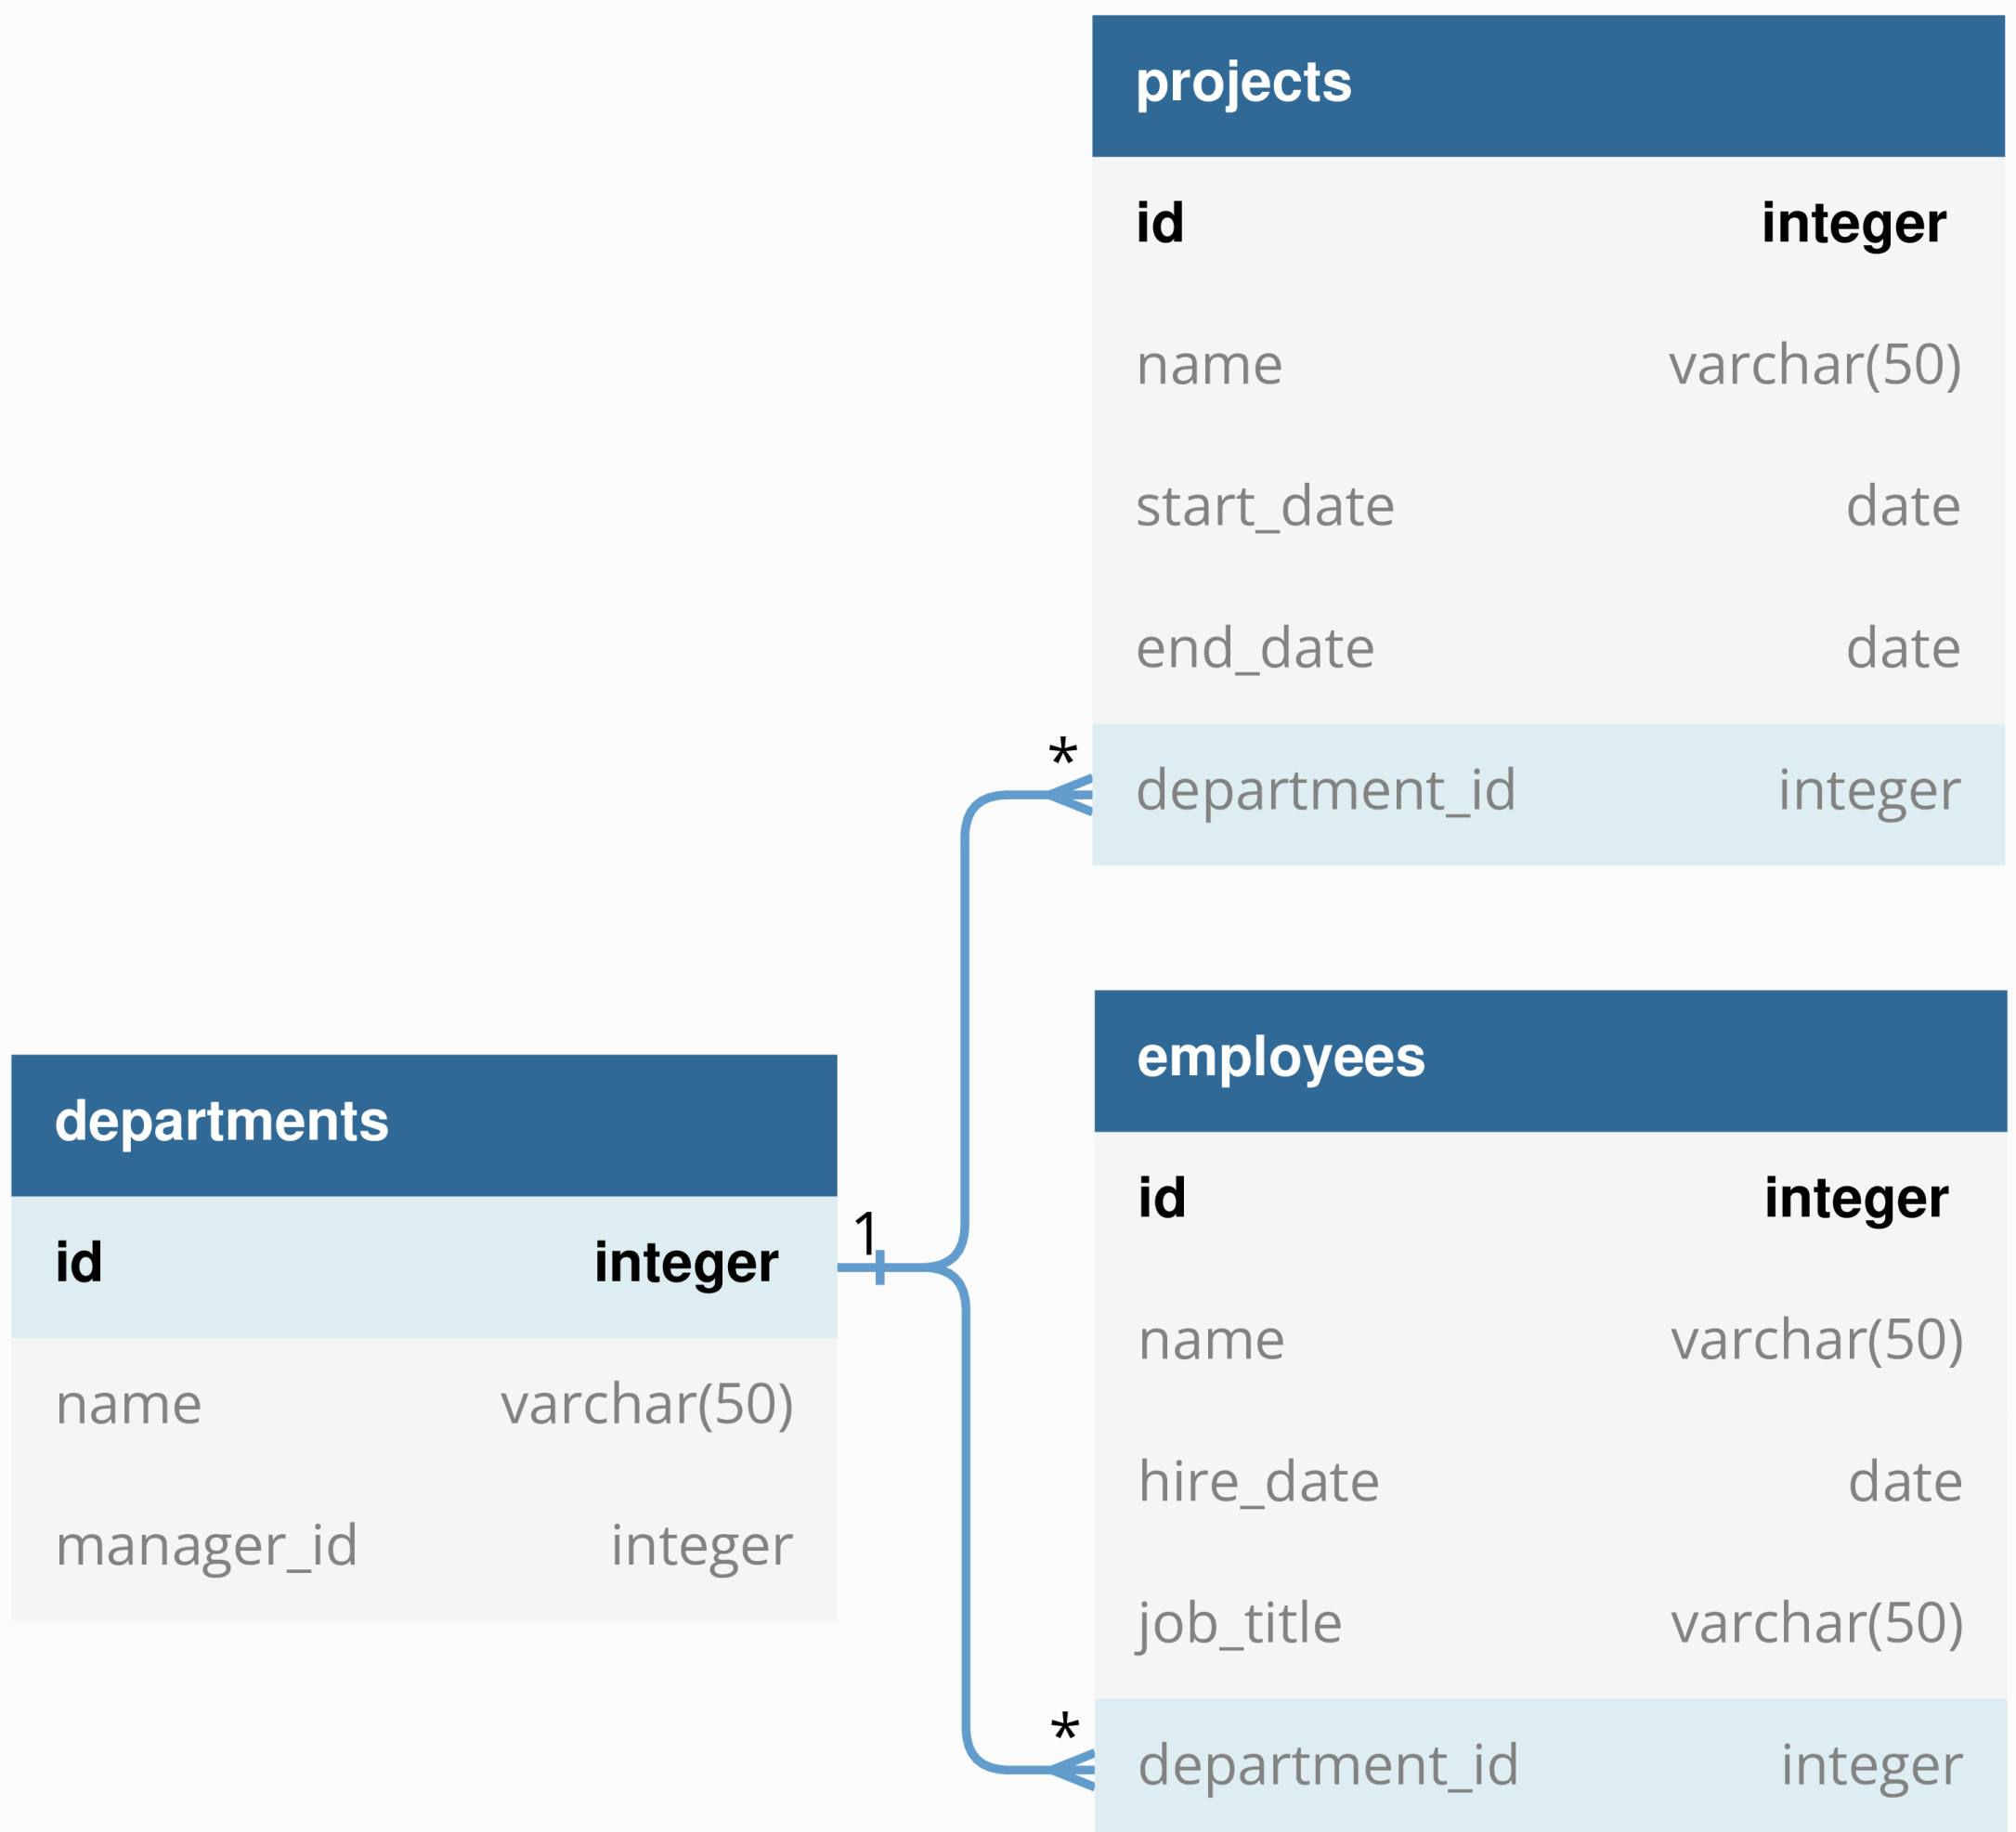 projects
id integer
name varchar(50)
start_date date
end_date date
* department_id integer
departments
id integer 1
name varchar(50)
manager_id integer
employees
id integer
name varchar(50)
hire_date date
job_title varchar(50)
* department_id integer